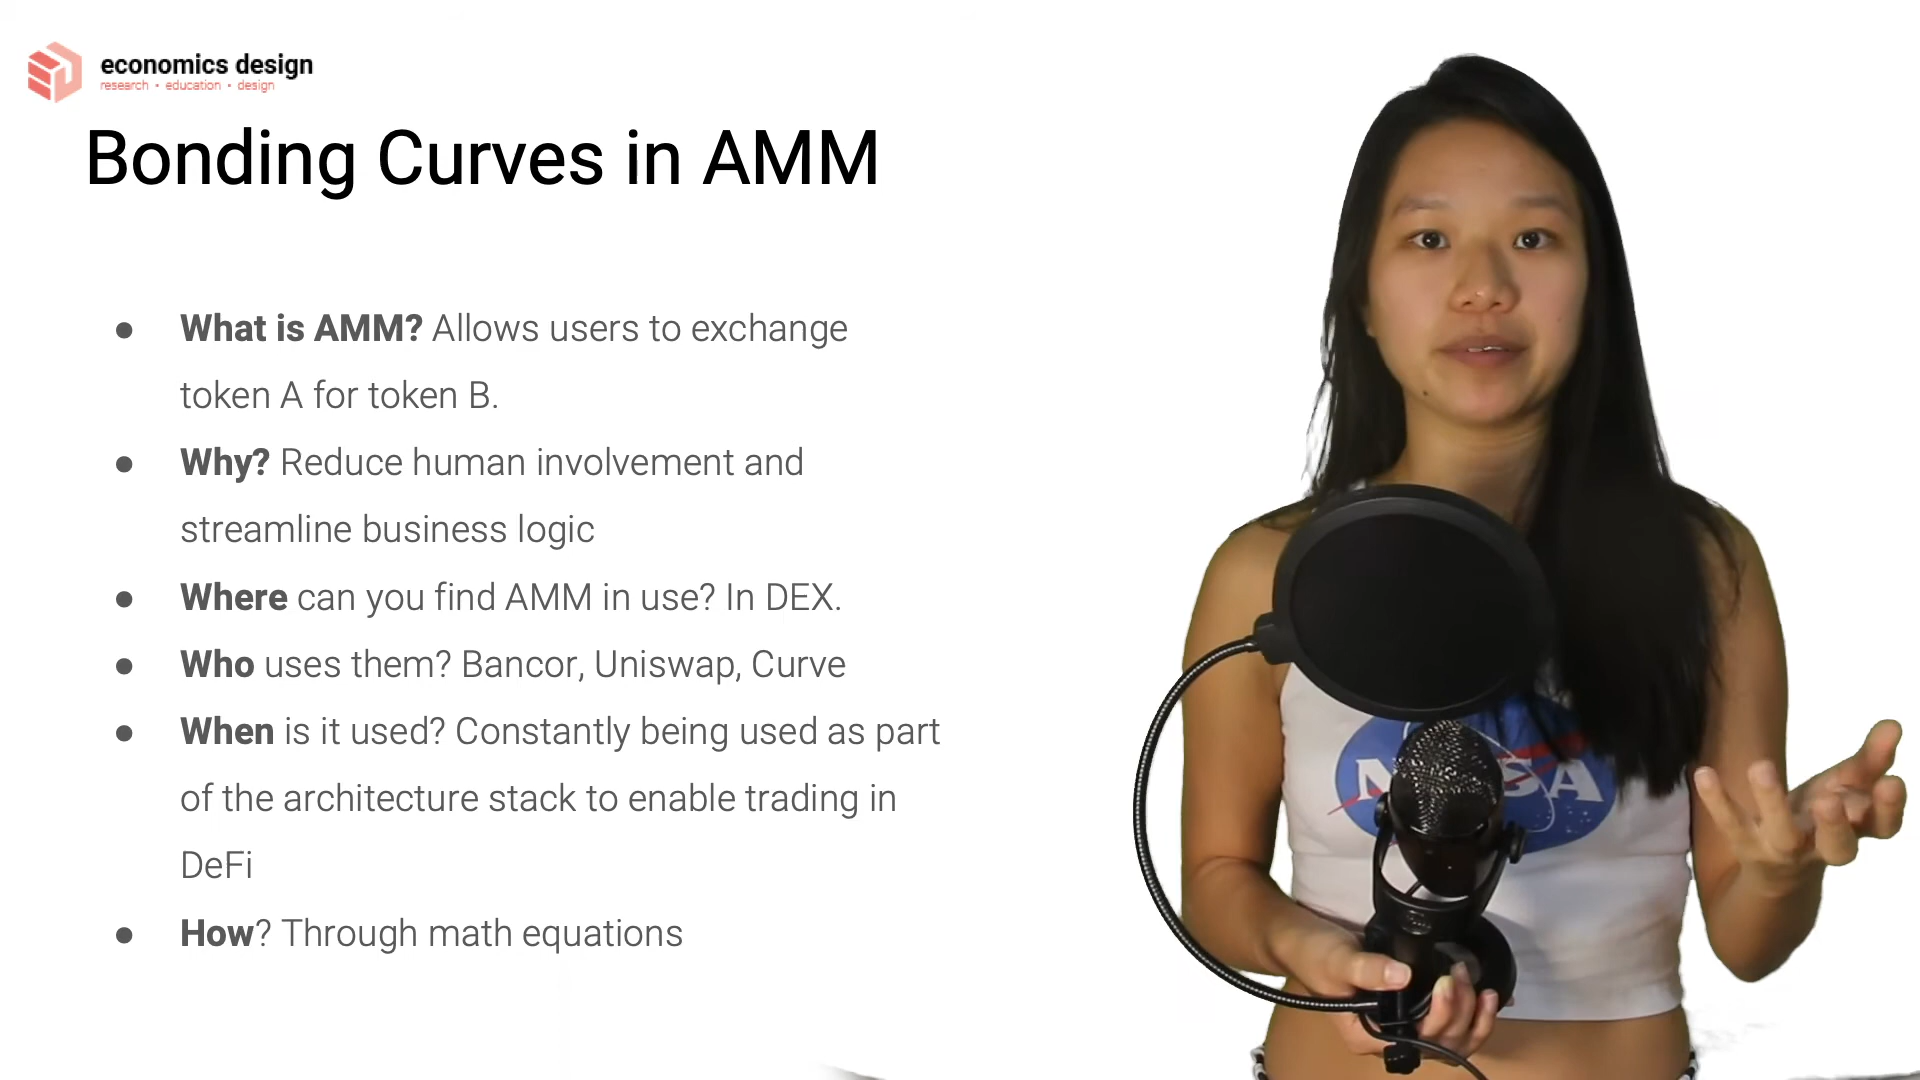 economics design
research • education • design
Bonding Curves in AMM
● What is AMM? Allows users to exchange
token A for token B.
● Why? Reduce human involvement and
streamline business logic
● Where can you find AMM in use? In DEX.
● Who uses them? Bancor, Uniswap, Curve
● When is it used? Constantly being used as part
of the architecture stack to enable trading in
DeFi
● How? Through math equations
NASA